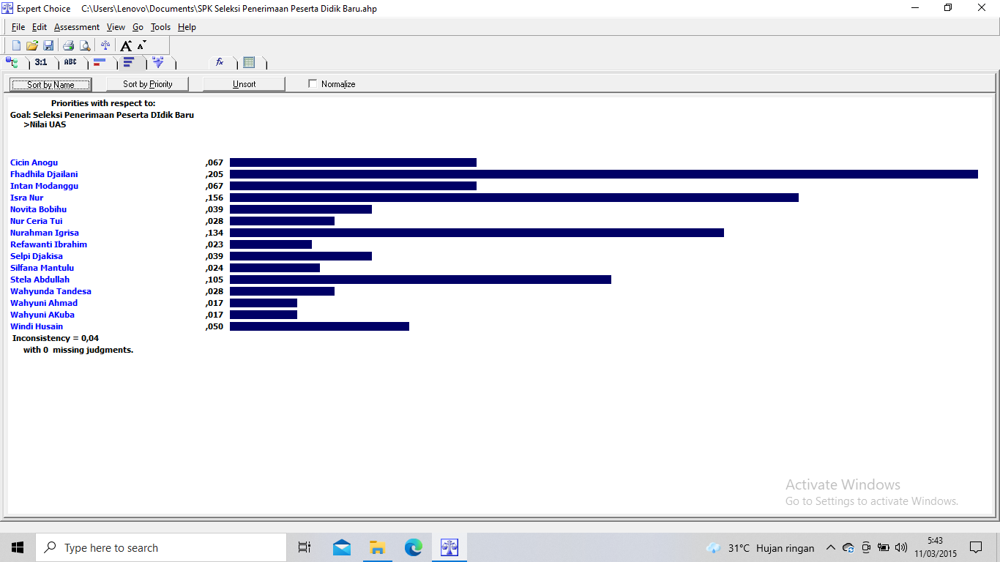 Expert Choice C:\Users\Lenovo\Documents\SPK Seleksi Penerimaan Peserta Didik Baru.ahp
File Edit Assessment View Go Tools Help
A A
3:1 ABC fx
Sort by Name Sort by Priority Unsort Normalize
Priorities with respect to:
Goal: Seleksi Penerimaan Peserta DIdik Baru
>Nilai UAS
Cicin Anogu ,067
Fhadhila Djailani ,205
Intan Modanggu ,067
Isra Nur ,156
Novita Bobihu ,039
Nur Ceria Tui ,028
Nurahman Igrisa ,134
Refawanti Ibrahim ,023
Selpi Djakisa ,039
Silfana Mantulu ,024
Stela Abdullah ,105
Wahyunda Tandesa ,028
Wahyuni Ahmad ,017
Wahyuni AKuba ,017
Windi Husain ,050
Inconsistency = 0,04
with 0 missing judgments.
Activate Windows
Go to Settings to activate Windows.
Type here to search
31°C Hujan ringan
5:43
11/03/2015